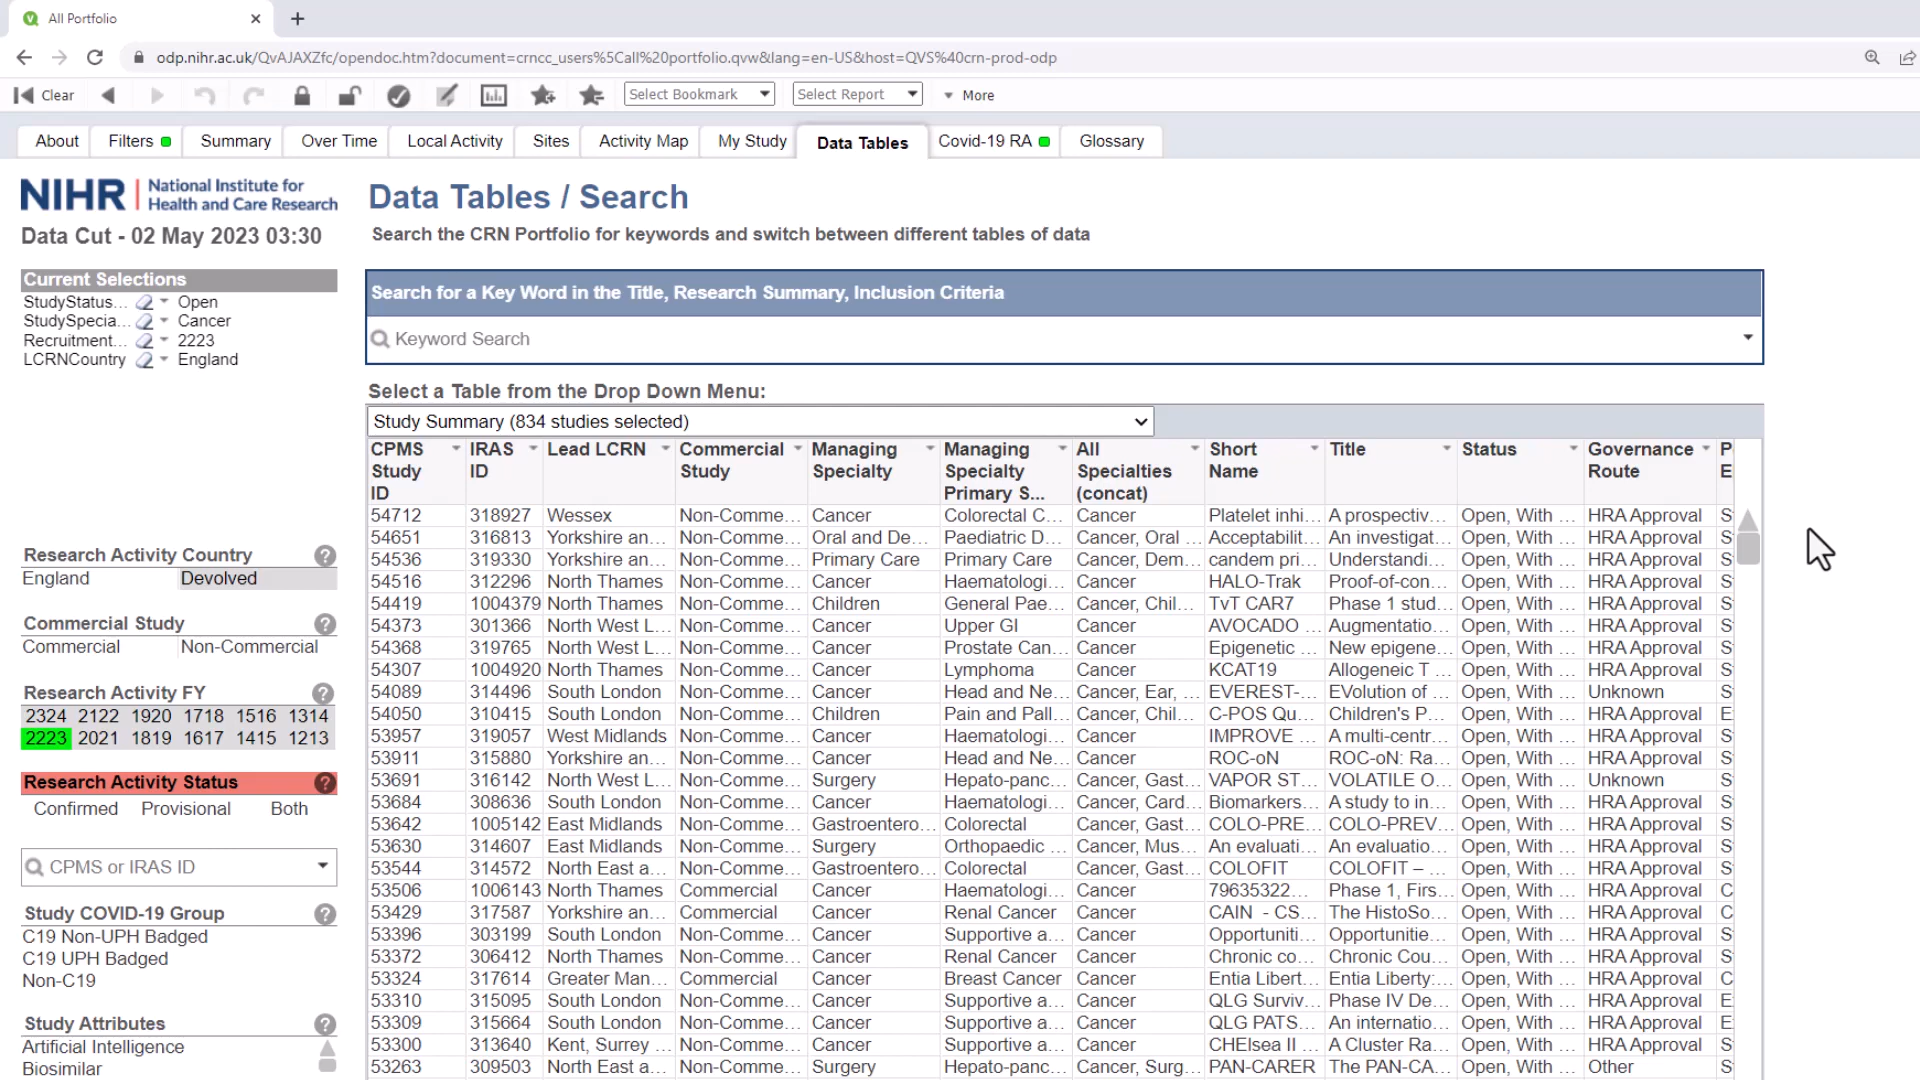 All Portfolio
odp.nihr.ac.uk/QvAJAXZfc/opendoc.htm?document=crncc_users%5Call%20portfolio.qvw&lang=en-US&host=QVS%40crn-prod-odp
Clear Select Bookmark Select Report More
About Filters Summary Over Time Local Activity Sites Activity Map My Study Data Tables Covid-19 RA Glossary
NIHR | National Institute for Health and Care Research
Data Cut - 02 May 2023 03:30
Current Selections
StudyStatus... Open
StudySpecia... Cancer
Recruitment... 2223
LCRNCountry England
Research Activity Country ?
England Devolved
Commercial Study ?
Commercial Non-Commercial
Research Activity FY ?
2324 2122 1920 1718 1516 1314
2223 2021 1819 1617 1415 1213
Research Activity Status ?
Confirmed Provisional Both
CPMS or IRAS ID
Study COVID-19 Group ?
C19 Non-UPH Badged
C19 UPH Badged
Non-C19
Study Attributes ?
Artificial Intelligence
Biosimilar
Data Tables / Search
Search the CRN Portfolio for keywords and switch between different tables of data
Search for a Key Word in the Title, Research Summary, Inclusion Criteria
Keyword Search
Select a Table from the Drop Down Menu:
Study Summary (834 studies selected)
CPMS Study ID IRAS ID Lead LCRN Commercial Study Managing Specialty Managing Specialty Primary S... All Specialties (concat) Short Name Title Status Governance Route P E
54712 318927 Wessex Non-Comme... Cancer Colorectal C... Cancer Platelet inhi... A prospectiv... Open, With ... HRA Approval S
54651 316813 Yorkshire an... Non-Comme... Oral and De... Paediatric D... Cancer, Oral ... Acceptabilit... An investigat... Open, With ... HRA Approval S
54536 319330 Yorkshire an... Non-Comme... Primary Care Primary Care Cancer, Dem... candem pri... Understandi... Open, With ... HRA Approval S
54516 312296 North Thames Non-Comme... Cancer Haematologi... Cancer HALO-Trak Proof-of-con... Open, With ... HRA Approval S
54419 1004379 North Thames Non-Comme... Children General Pae... Cancer, Chil... TvT CAR7 Phase 1 stud... Open, With ... HRA Approval S
54373 301366 North West L... Non-Comme... Cancer Upper GI Cancer AVOCADO ... Augmentatio... Open, With ... HRA Approval S
54368 319765 North West L... Non-Comme... Cancer Prostate Can... Cancer Epigenetic ... New epigene... Open, With ... HRA Approval S
54307 1004920 North Thames Non-Comme... Cancer Lymphoma Cancer KCAT19 Allogeneic T ... Open, With ... HRA Approval S
54089 314496 South London Non-Comme... Cancer Head and Ne... Cancer, Ear, ... EVEREST-... EVolution of ... Open, With ... Unknown S
54050 310415 South London Non-Comme... Children Pain and Pall... Cancer, Chil... C-POS Qu... Children's P... Open, With ... HRA Approval E
53957 319057 West Midlands Non-Comme... Cancer Haematologi... Cancer IMPROVE ... A multi-centr... Open, With ... HRA Approval S
53911 315880 Yorkshire an... Non-Comme... Cancer Head and Ne... Cancer ROC-oN ROC-oN: Ra... Open, With ... HRA Approval S
53691 316142 North West L... Non-Comme... Surgery Hepato-panc... Cancer, Gast... VAPOR ST... VOLATILE O... Open, With ... Unknown S
53684 308636 South London Non-Comme... Cancer Haematologi... Cancer, Card... Biomarkers... A study to in... Open, With ... HRA Approval S
53642 1005142 East Midlands Non-Comme... Gastroentero... Colorectal Cancer, Gast... COLO-PRE... COLO-PREV... Open, With ... HRA Approval S
53630 314607 East Midlands Non-Comme... Surgery Orthopaedic ... Cancer, Mus... An evaluati... An evaluatio... Open, With ... HRA Approval S
53544 314572 North East a... Non-Comme... Gastroentero... Colorectal Cancer, Gast... COLOFIT COLOFIT – ... Open, With ... HRA Approval S
53506 1006143 North Thames Commercial Cancer Haematologi... Cancer 79635322... Phase 1, Firs... Open, With ... HRA Approval C
53429 317587 Yorkshire an... Commercial Cancer Renal Cancer Cancer CAIN - CS... The HistoSo... Open, With ... HRA Approval C
53396 303199 South London Non-Comme... Cancer Supportive a... Cancer Opportuniti... Opportunitie... Open, With ... HRA Approval S
53372 306412 North Thames Non-Comme... Cancer Renal Cancer Cancer Chronic co... Chronic Cou... Open, With ... HRA Approval S
53324 317614 Greater Man... Commercial Cancer Breast Cancer Cancer Entia Libert... Entia Liberty:... Open, With ... HRA Approval C
53310 315095 South London Non-Comme... Cancer Supportive a... Cancer QLG Surviv... Phase IV De... Open, With ... HRA Approval E
53309 315664 South London Non-Comme... Cancer Supportive a... Cancer QLG PATS... An internatio... Open, With ... HRA Approval E
53300 313640 Kent, Surrey ... Non-Comme... Cancer Supportive a... Cancer CHElsea II ... A Cluster Ra... Open, With ... HRA Approval S
53263 309503 North East a... Non-Comme... Surgery Hepato-panc... Cancer, Surg... PAN-CARER The PAN-CA... Open, With ... Other S